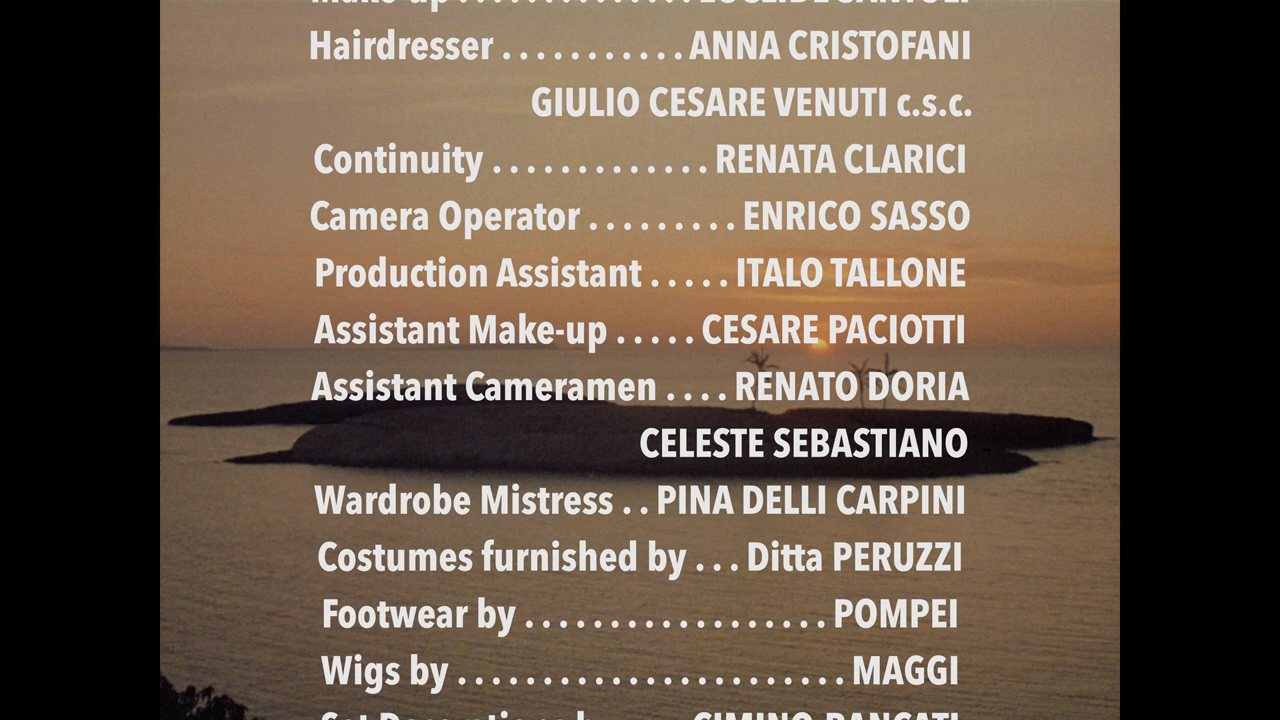 Hairdresser . . . . . . . . . . . ANNA CRISTOFANI
GIULIO CESARE VENUTI c.s.c.
Continuity . . . . . . . . . . . . . RENATA CLARICI
Camera Operator . . . . . . . . . ENRICO SASSO
Production Assistant . . . . . ITALO TALLONE
Assistant Make-up . . . . . CESARE PACIOTTI
Assistant Cameramen . . . . RENATO DORIA
CELESTE SEBASTIANO
Wardrobe Mistress . . PINA DELLI CARPINI
Costumes furnished by . . . Ditta PERUZZI
Footwear by . . . . . . . . . . . . . . . . . . POMPEI
Wigs by . . . . . . . . . . . . . . . . . . . . . . . MAGGI